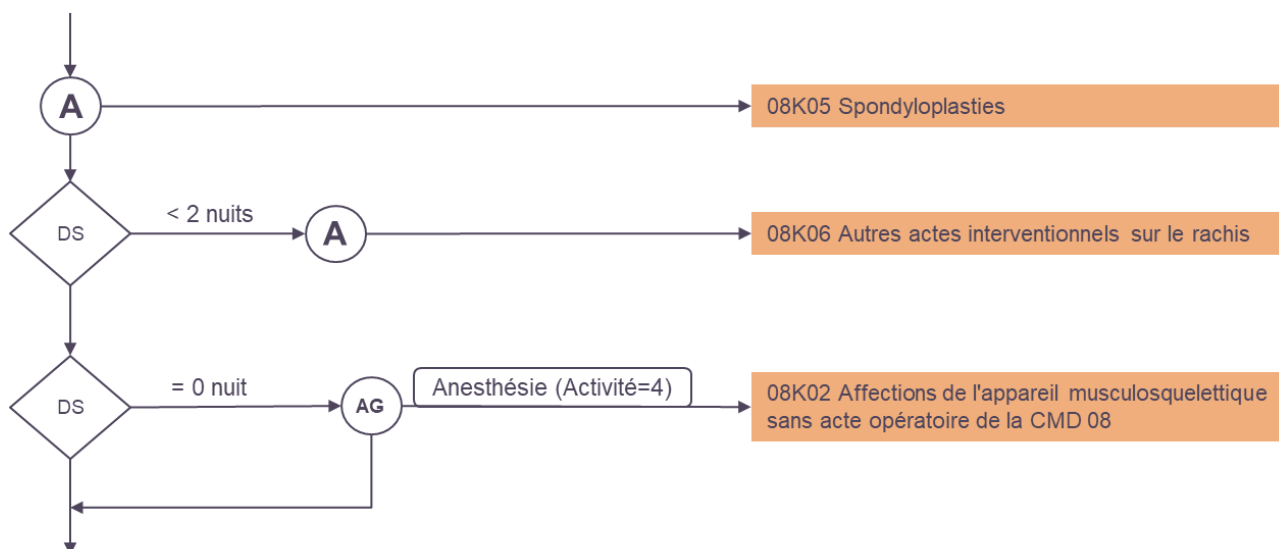 A
08K05 Spondyloplasties
DS
< 2 nuits
A
08K06 Autres actes interventionnels sur le rachis
DS
= 0 nuit
AG
Anesthésie (Activité=4)
08K02 Affections de l'appareil musculosquelettique
sans acte opératoire de la CMD 08